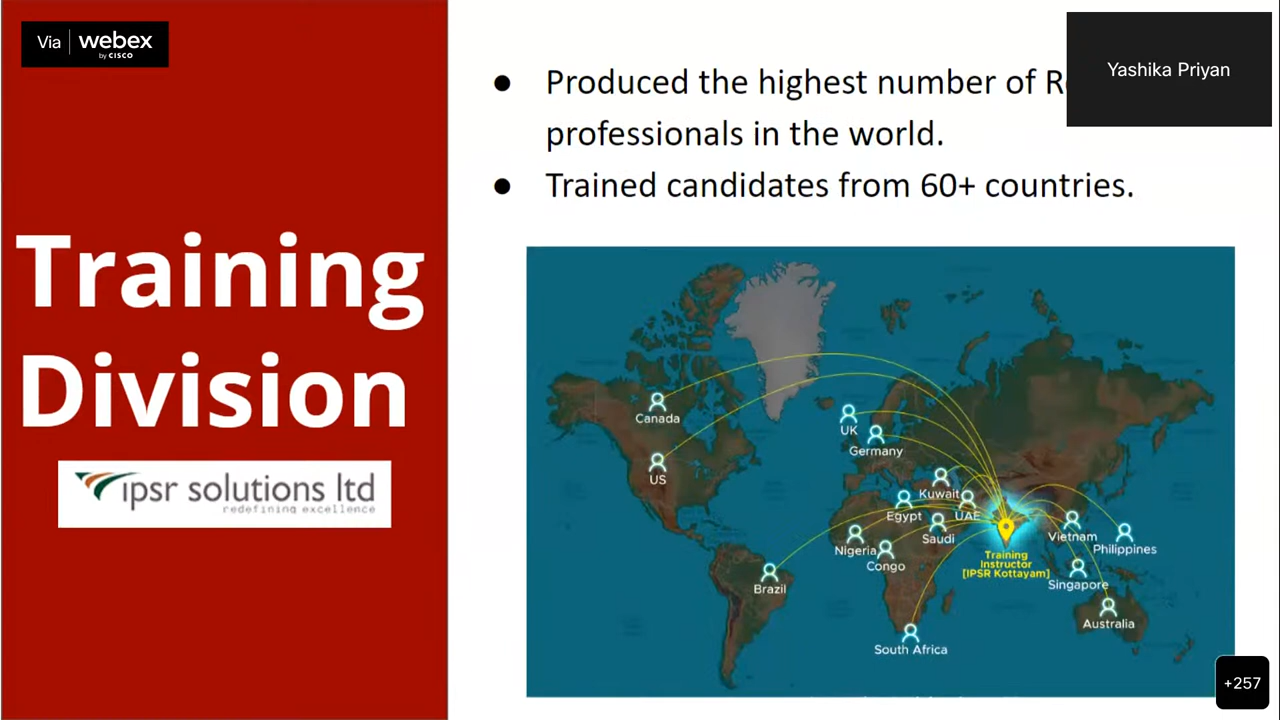 Via webex
by CISCO
Yashika Priyan
● Produced the highest number of
professionals in the world.
● Trained candidates from 60+ countries.
Training
Division
ipsr solutions ltd
redefining excellence
Canada
UK
Germany
US
Kuwait
Egypt
UAE
Saudi
Nigeria
Congo
Vietnam
Philippines
Training
Instructor
[IPSR Kottayam]
Singapore
Brazil
Australia
South Africa
+257